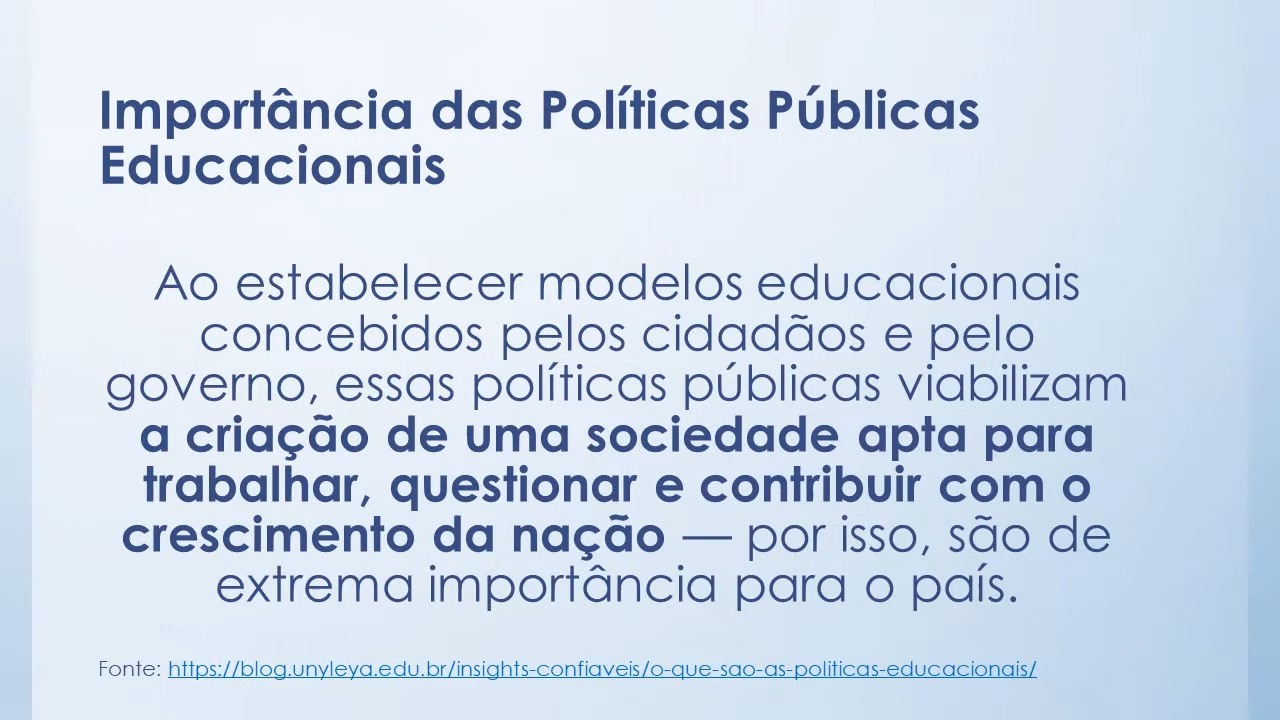 Importância das Políticas Públicas
Educacionais
Ao estabelecer modelos educacionais
concebidos pelos cidadãos e pelo
governo, essas políticas públicas viabilizam
a criação de uma sociedade apta para
trabalhar, questionar e contribuir com o
crescimento da nação — por isso, são de
extrema importância para o país.
Fonte: https://blog.unyleya.edu.br/insights-confiaveis/o-que-sao-as-politicas-educacionais/